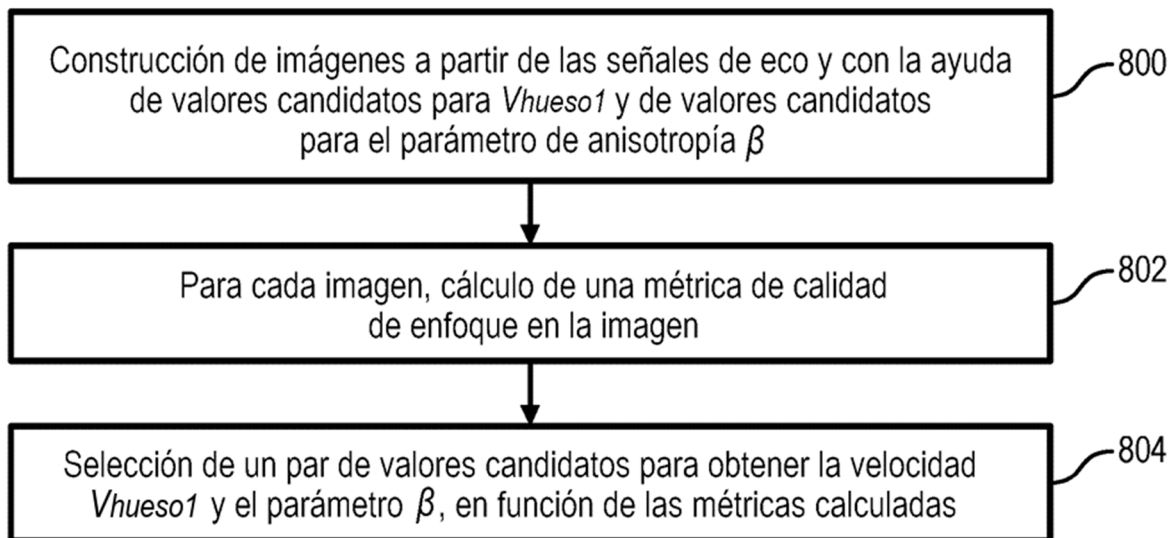 Construcción de imágenes a partir de las señales de eco y con la ayuda
de valores candidatos para Vhueso1 y de valores candidatos
para el parámetro de anisotropía β
800
Para cada imagen, cálculo de una métrica de calidad
de enfoque en la imagen
802
Selección de un par de valores candidatos para obtener la velocidad
Vhueso1 y el parámetro β, en función de las métricas calculadas
804